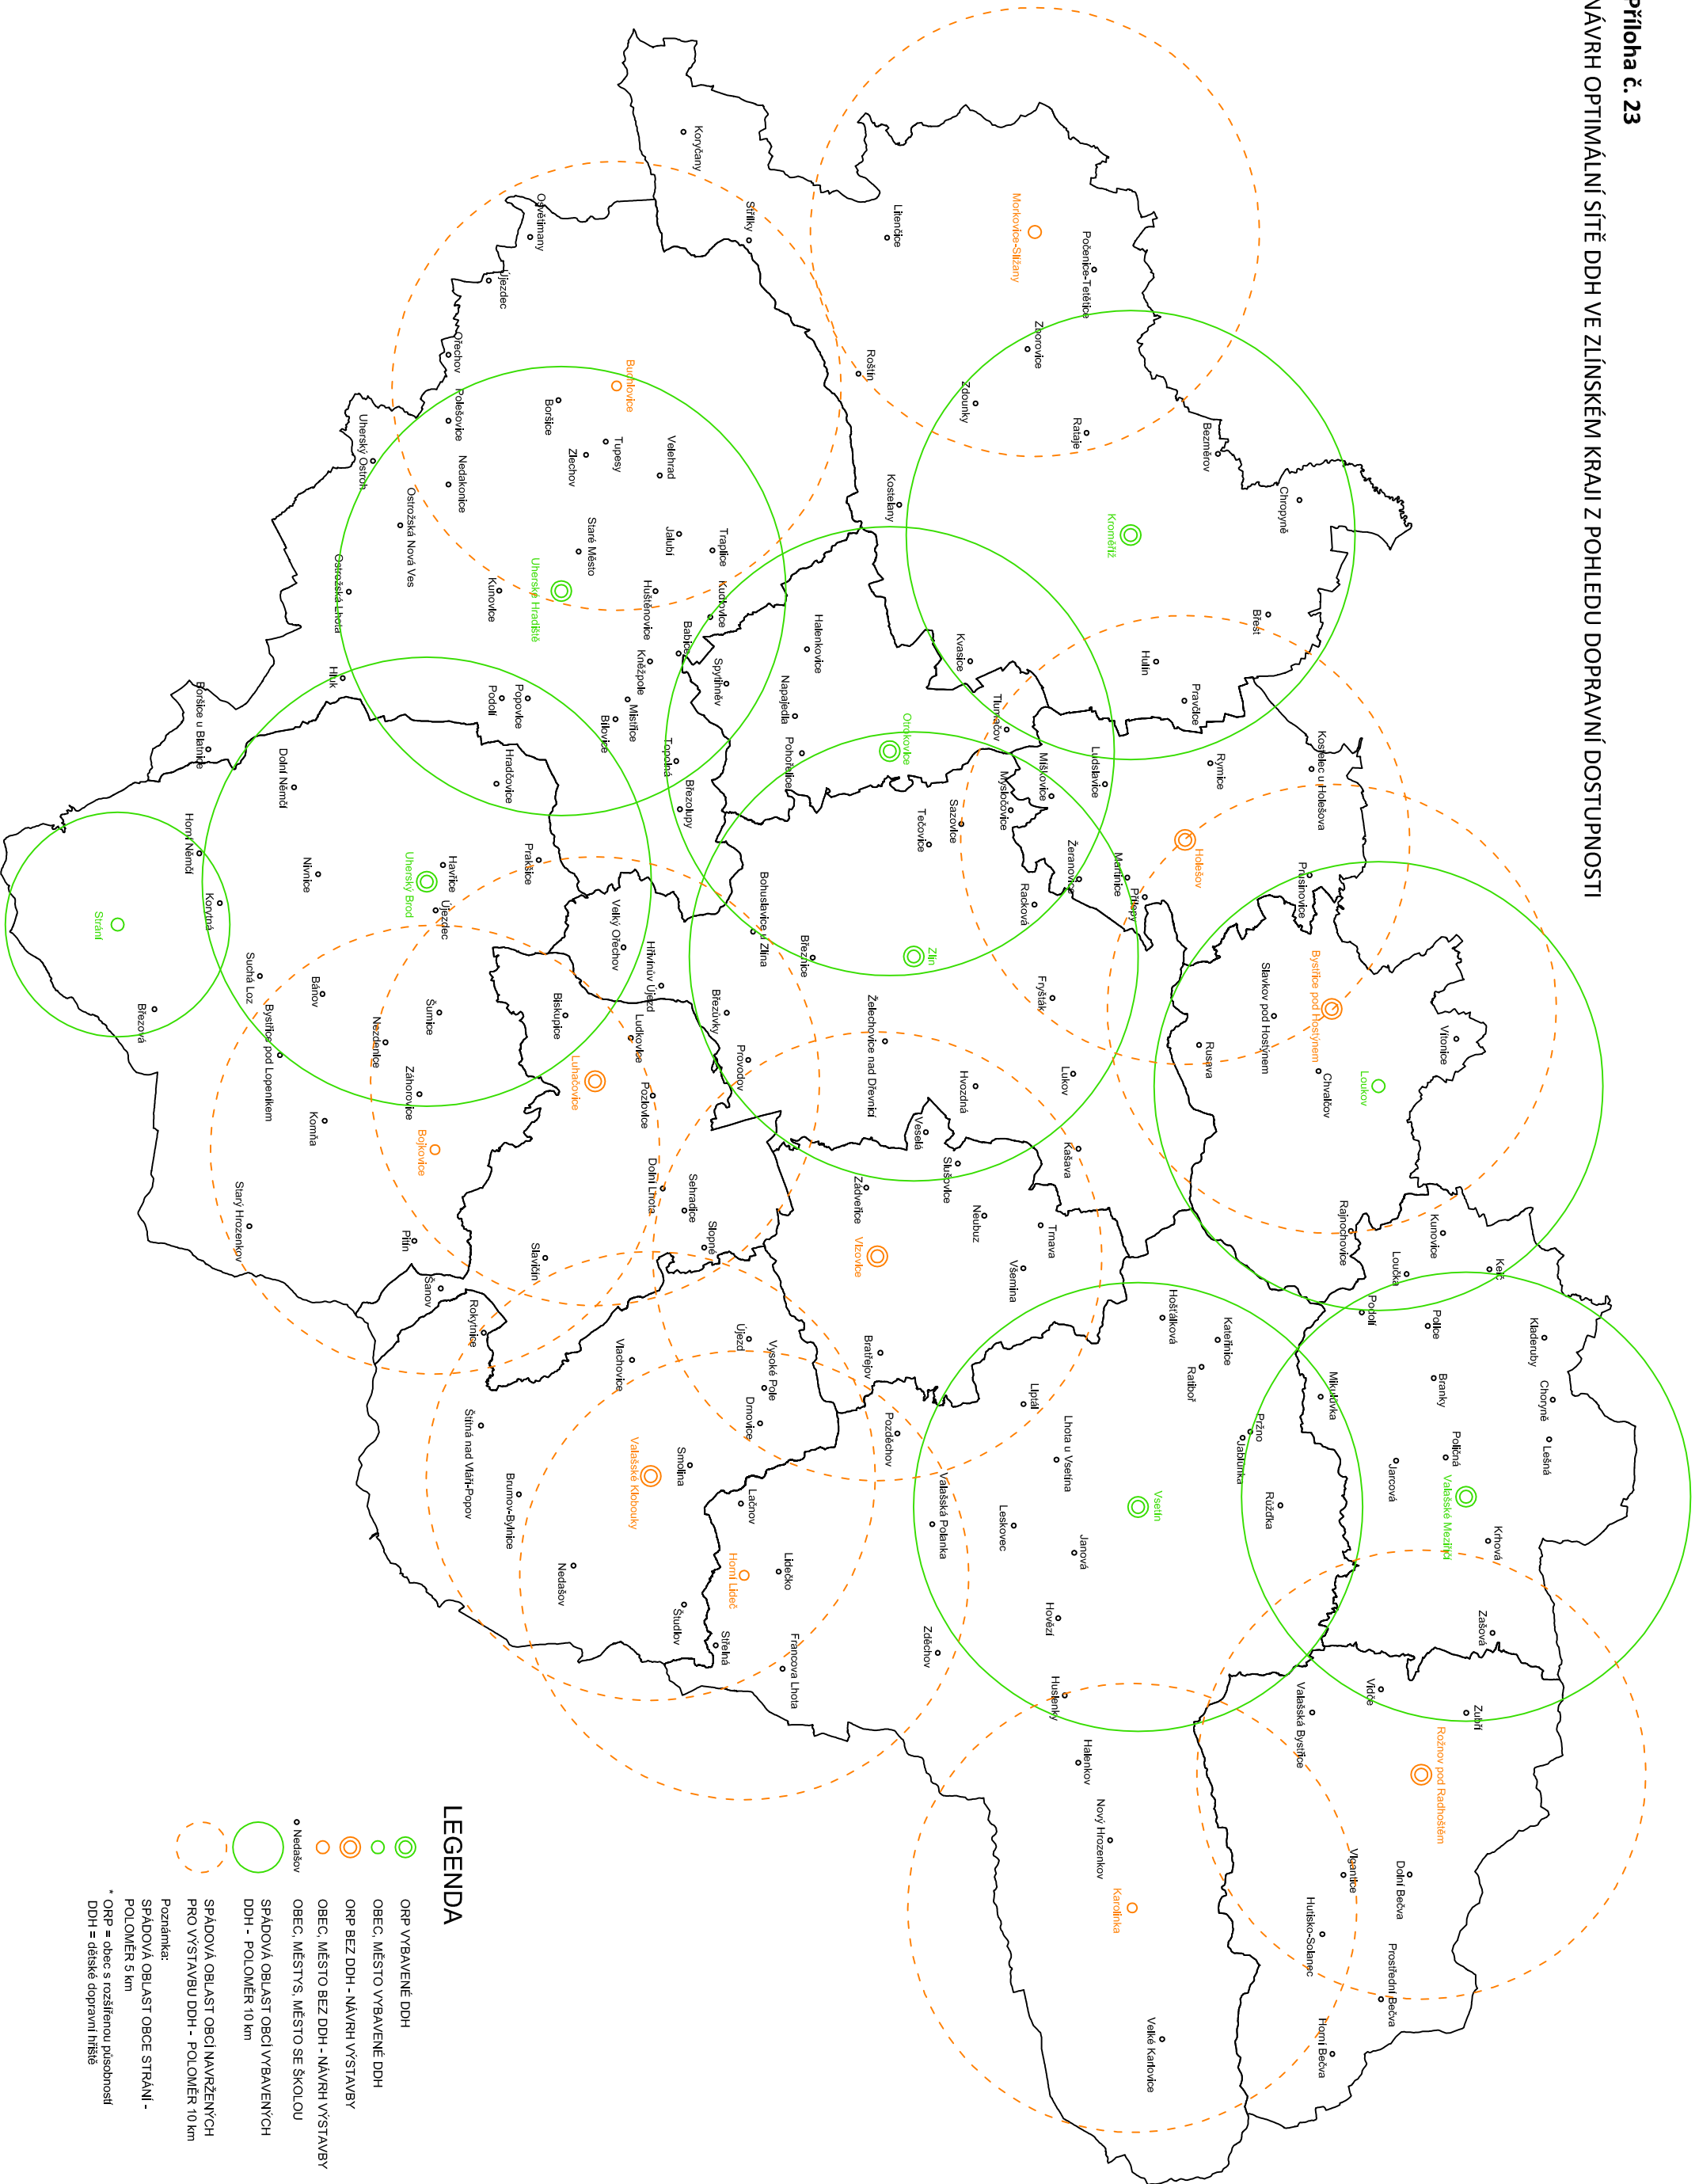 Příloha č. 23
NÁVRH OPTIMÁLNÍ SÍTĚ DDH VE ZLÍNSKÉM KRAJI Z POHLEDU DOPRAVNÍ DOSTUPNOSTI
Koryčany
Střílky
Litenčice
Morkovice-Slížany
Počenice-Tetětice
Zborovice
Zdounky
Roštín
Rataje
Bezměrov
Chropyně
Kostelany
Kroměříž
Břest
Hulín
Kvasice
Pravčice
Osvětimany
Újezdec
Ořechov
Buchlovice
Boršice
Polešovice
Uherský Ostroh
Tupesy
Zlechov
Velehrad
Nedakonice
Ostrožská Nová Ves
Staré Město
Jalubí
Traplice
Uherské Hradiště
Kunovice
Ostrožská Lhota
Huštěnovice
Kudlovice
Babice
Kněžpole
Spytihněv
Halenkovice
Napajedla
Hluk
Podolí
Popovice
Mistřice
Bílovice
Topolná
Březolupy
Hradčovice
Boršice u Blatnice
Dolní Němčí
Horní Němčí
Nivnice
Korytná
Uherský Brod
Havřice
Újezdec
Prakšice
Strání
Březová
Suchá Loz
Bánov
Bystřice pod Lopeníkem
Nezdenice
Šumice
Záhorovice
Komňa
Bojkovice
Starý Hrozenkov
Pitín
Šanov
Otrokovice
Pohořelice
Tlumačov
Míškovice
Mysločovice
Ludslavice
Rymice
Kostelec u Holešova
Holešov
Sazovice
Tečovice
Žeranovice
Martinice
Přílepy
Racková
Prusinovice
Bystřice pod Hostýnem
Slavkov pod Hostýnem
Rusava
Chvalčov
Loukov
Vítonice
Zlín
Bohuslavice u Zlína
Březnice
Fryšták
Velký Ořechov
Hřivínův Újezd
Biskupice
Ludkovice
Luhačovice
Pozlovice
Březůvky
Provodov
Želechovice nad Dřevnicí
Hvozdná
Lukov
Veselá
Slušovice
Kašava
Zádveřice
Neubuz
Trnava
Všemina
Vizovice
Dolní Lhota
Sehradice
Slopné
Slavičín
Rokytnice
Vlachovice
Újezd
Vysoké Pole
Drnovice
Bratřejov
Pozděchov
Štítná nad Vláří-Popov
Brumov-Bylnice
Valašské Klobouky
Smolina
Lačnov
Nedašov
Horní Lideč
Lidečko
Študlov
Střelná
Francova Lhota
Valašská Polanka
Leskovec
Zděchov
Hošťálková
Kateřinice
Ratiboř
Liptál
Lhota u Vsetína
Vsetín
Janová
Hovězí
Huslenky
Halenkov
Nový Hrozenkov
Karolinka
Velké Karlovice
Rajnochovice
Kunovice
Loučka
Kelč
Podolí
Police
Kladeruby
Branky
Choryně
Mikulůvka
Pržno
Jablůnka
Růžďka
Poličná
Jarcová
Lešná
Valašské Meziříčí
Krhová
Zašová
Vidče
Zubří
Valašská Bystřice
Rožnov pod Radhoštěm
Vigantice
Dolní Bečva
Hutisko-Solanec
Prostřední Bečva
Horní Bečva
LEGENDA
ORP VYBAVENÉ DDH
OBEC, MĚSTO VYBAVENÉ DDH
ORP BEZ DDH - NÁVRH VÝSTAVBY
OBEC, MĚSTO BEZ DDH - NÁVRH VÝSTAVBY
Nedašov
OBEC, MĚSTYS, MĚSTO SE ŠKOLOU
SPÁDOVÁ OBLAST OBCÍ VYBAVENÝCH
DDH - POLOMĚR 10 km
SPÁDOVÁ OBLAST OBCÍ NAVRŽENÝCH
PRO VÝSTAVBU DDH - POLOMĚR 10 km
Poznámka:
SPÁDOVÁ OBLAST OBCE STRÁNÍ -
POLOMĚR 5 km
* ORP = obec s rozšířenou působností
DDH = dětské dopravní hřiště